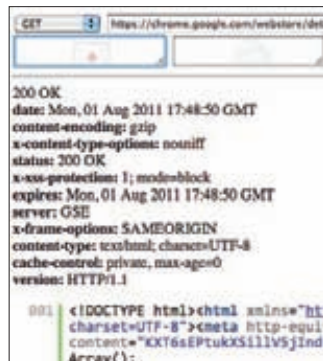 GET https://chrome.google.com/webstore/det
200 OK
date: Mon, 01 Aug 2011 17:48:50 GMT
content-encoding: gzip
x-content-type-options: nosniff
status: 200 OK
x-xss-protection: 1; mode=block
expires: Mon, 01 Aug 2011 17:48:50 GMT
server: GSE
x-frame-options: SAMEORIGIN
content-type: text/html; charset=UTF-8
cache-control: private, max-age=0
version: HTTP/1.1
001 <!DOCTYPE html><html xmlns="ht
charset=UTF-8"><meta http-equi
Array();